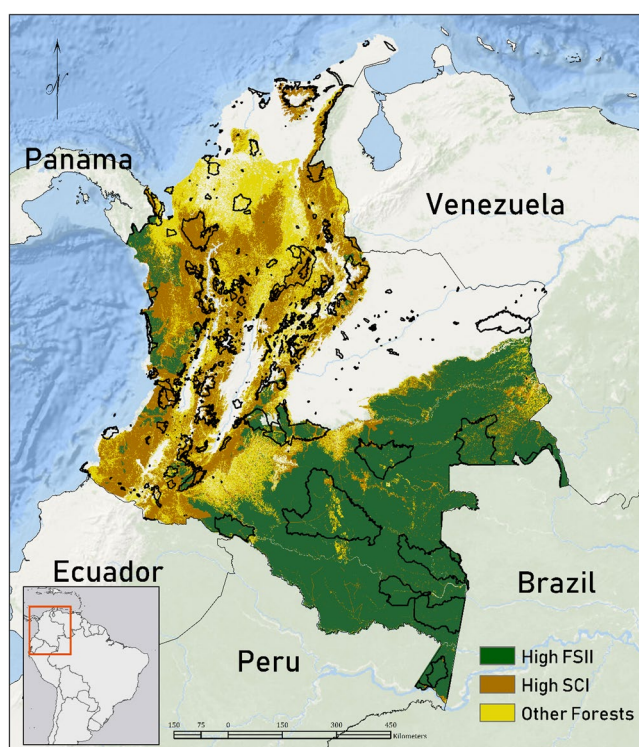 N
Panama
Venezuela
Ecuador
Brazil
Peru
High FSII
High SCI
Other Forests
150 75 0 150 300 450
Kilometers